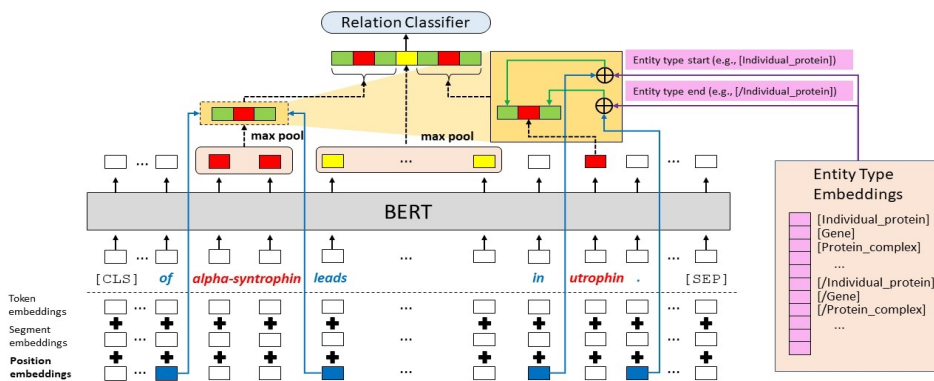 Relation Classifier
Entity type start (e.g., [Individual_protein])
Entity type end (e.g., [/Individual_protein])
max pool
max pool
... ... ... ...
BERT
Entity Type
Embeddings
[Individual_protein]
[Gene]
[Protein_complex]
...
[/Individual_protein]
[/Gene]
[/Protein_complex]
...
[CLS] ... of alpha-syntrophin leads ... in utrophin . ... [SEP]
Token
embeddings
Segment
embeddings
Position
embeddings